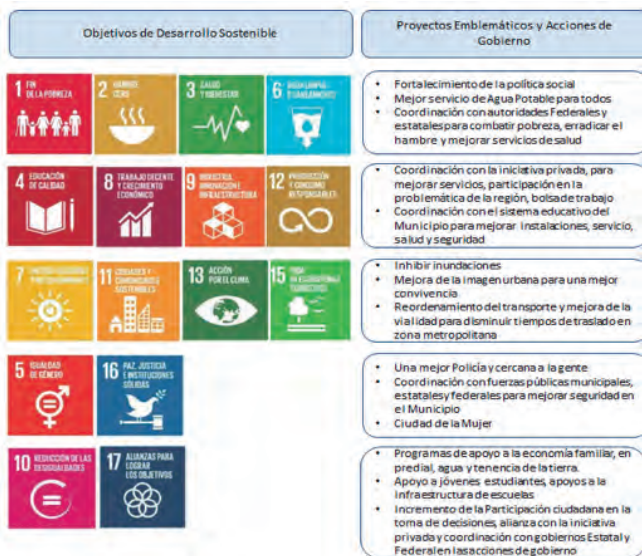 Objetivos de Desarrollo Sostenible
Proyectos Emblemáticos y Acciones de
Gobierno
1 FIN
DE LA POBREZA
2 HAMBRE
CERO
3 SALUD
Y BIENESTAR
6 AGUA LIMPIA
Y SANEAMIENTO
• Fortalecimiento de la política social
• Mejor servicio de Agua Potable para todos
• Coordinación con autoridades Federales y
estatales para combatir pobreza, erradicar el
hambre y mejorar servicios de salud
4 EDUCACIÓN
DE CALIDAD
8 TRABAJO DECENTE
Y CRECIMIENTO
ECONÓMICO
9 INDUSTRIA,
INNOVACIÓN E
INFRAESTRUCTURA
12 PRODUCCIÓN
Y CONSUMO
RESPONSABLES
• Coordinación con la iniciativa privada, para
mejorar servicios, participación en la
problemática de la región, bolsa de trabajo
• Coordinación con el sistema educativo del
Municipio para mejorar instalaciones, servicio,
salud y seguridad
7
11 CIUDADES Y
COMUNIDADES
SOSTENIBLES
13 ACCIÓN
POR EL CLIMA
15 VIDA
DE ECOSISTEMAS
TERRESTRES
• Inhibir inundaciones
• Mejora de la imagen urbana para una mejor
convivencia
• Reordenamiento del transporte y mejora de la
vialidad para disminuir tiempos de traslado en
zona metropolitana
5 IGUALDAD
DE GÉNERO
16 PAZ, JUSTICIA
E INSTITUCIONES
SÓLIDAS
• Una mejor Policía y cercana a la gente
• Coordinación con fuerzas públicas municipales,
estatales y federales para mejorar seguridad en
el Municipio
• Ciudad de la Mujer
10 REDUCCIÓN DE LAS
DESIGUALDADES
17 ALIANZAS PARA
LOGRAR
LOS OBJETIVOS
• Programas de apoyo a la economía familiar, en
predial, agua y tenencia de la tierra.
• Apoyo a jóvenes estudiantes, apoyos a la
infraestructura de escuelas
• Incremento de la Participación ciudadana en la
toma de decisiones, alianza con la iniciativa
privada y coordinación con gobiernos Estatal y
Federal en las acciones de gobierno